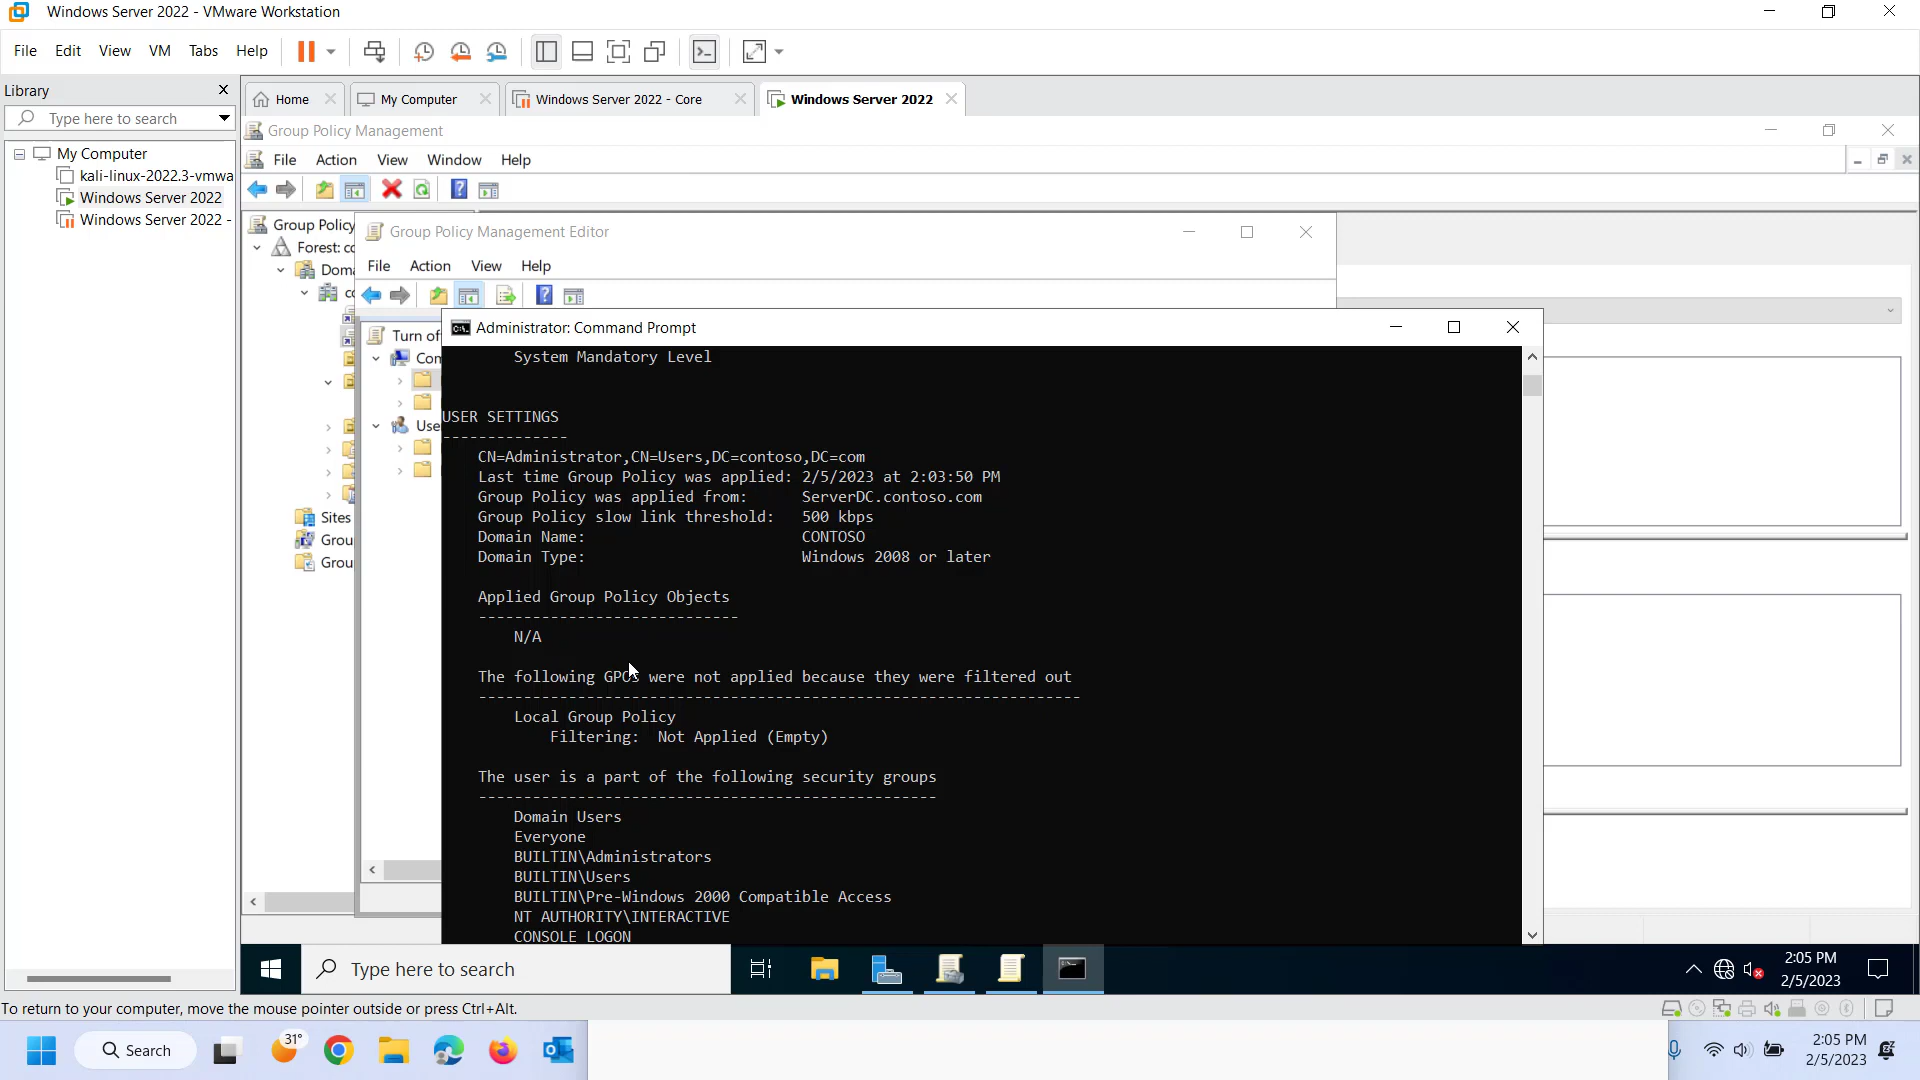 Windows Server 2022 - VMware Workstation
File Edit View VM Tabs Help
Library
Type here to search
My Computer
kali-linux-2022.3-vmwa
Windows Server 2022
Windows Server 2022 -
Home
My Computer
Windows Server 2022 - Core
Windows Server 2022
Group Policy Management
File Action View Window Help
Group Policy
Forest: co
Doma
Sites
Grou
Grou
Group Policy Management Editor
File Action View Help
Turn of
Com
Use
Administrator: Command Prompt
System Mandatory Level
USER SETTINGS
--------------
CN=Administrator,CN=Users,DC=contoso,DC=com
Last time Group Policy was applied: 2/5/2023 at 2:03:50 PM
Group Policy was applied from: ServerDC.contoso.com
Group Policy slow link threshold: 500 kbps
Domain Name: CONTOSO
Domain Type: Windows 2008 or later
Applied Group Policy Objects
-----------------------------
N/A
The following GPOs were not applied because they were filtered out
-------------------------------------------------------------------
Local Group Policy
Filtering: Not Applied (Empty)
The user is a part of the following security groups
---------------------------------------------------
Domain Users
Everyone
BUILTIN\Administrators
BUILTIN\Users
BUILTIN\Pre-Windows 2000 Compatible Access
NT AUTHORITY\INTERACTIVE
CONSOLE LOGON
Type here to search
2:05 PM
2/5/2023
To return to your computer, move the mouse pointer outside or press Ctrl+Alt.
Search
31°
2:05 PM
2/5/2023